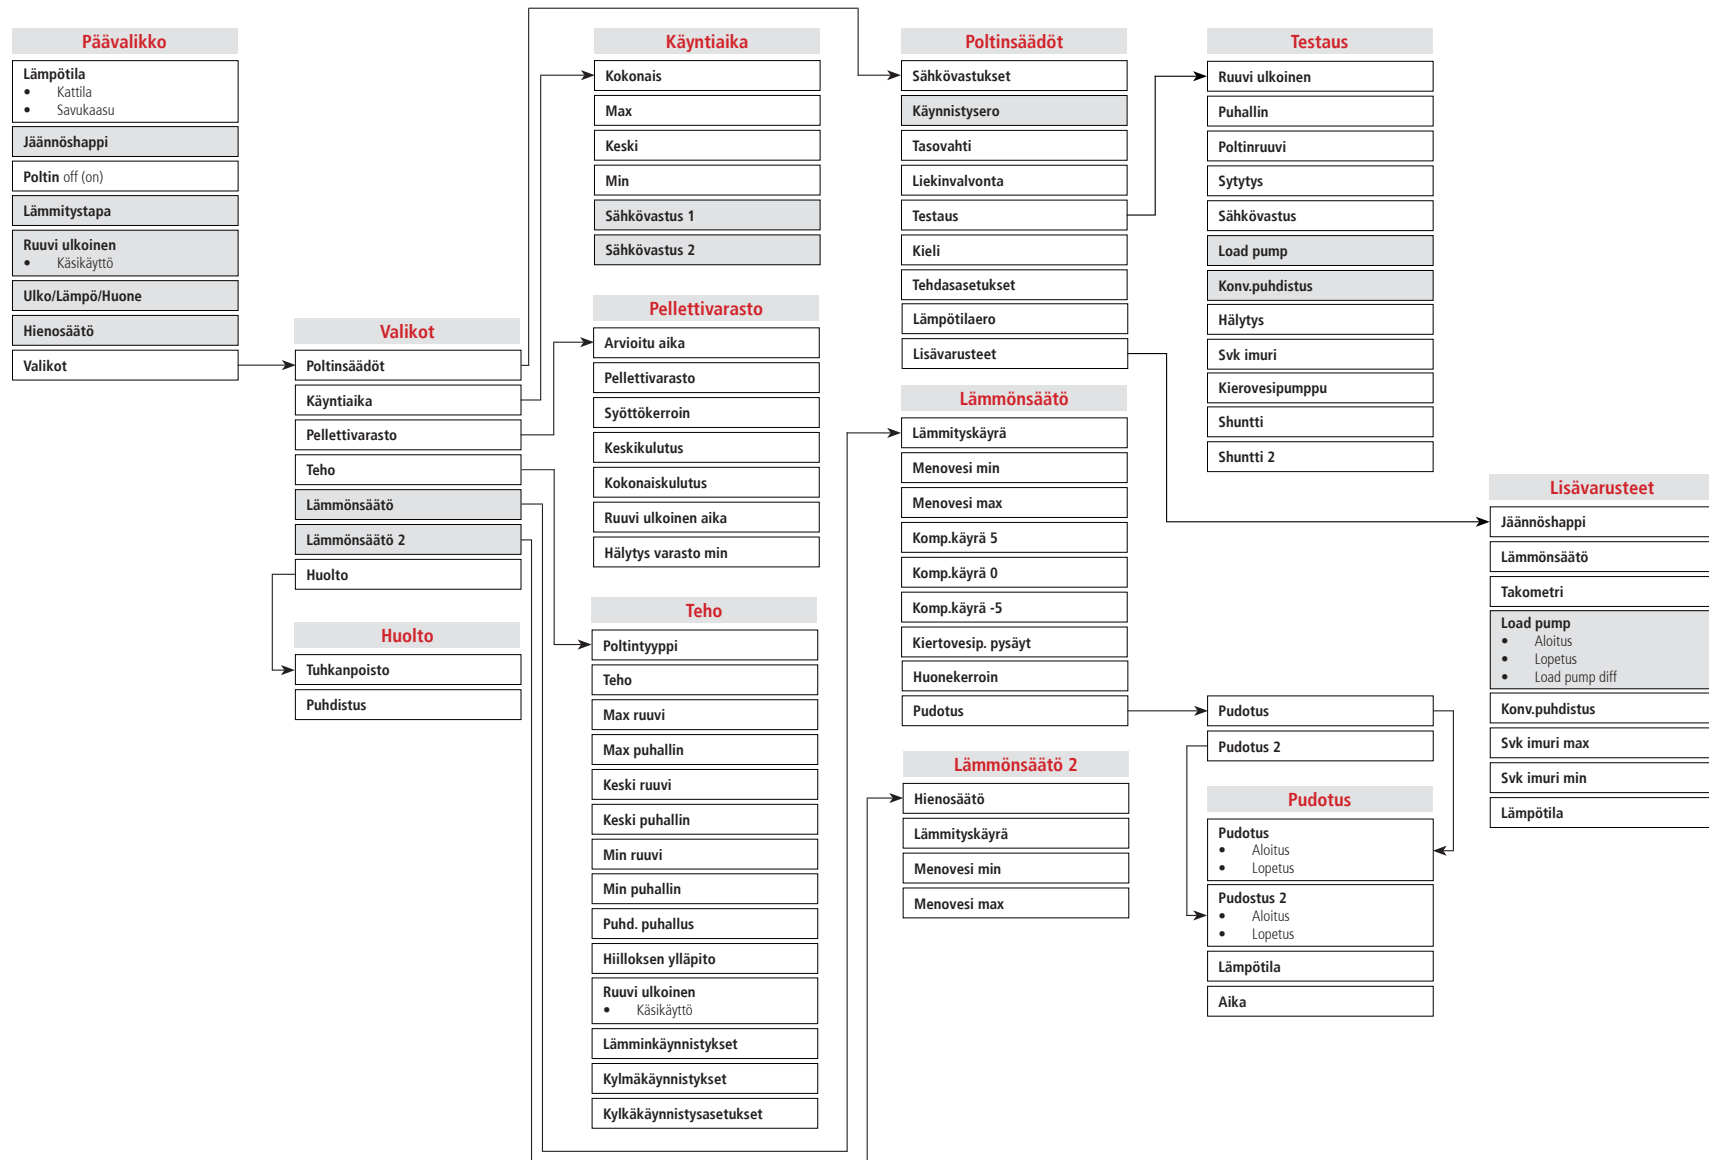 Päävalikko
Lämpötila
• Kattila
• Savukaasu
Jäännöshappi
Poltin off (on)
Lämmitystapa
Ruuvi ulkoinen
• Käsikäyttö
Ulko/Lämpö/Huone
Hienosäätö
Valikot
Valikot
Poltinsäädöt
Käyntiaika
Pellettivarasto
Teho
Lämmönsäätö
Lämmönsäätö 2
Huolto
Huolto
Tuhkanpoisto
Puhdistus
Käyntiaika
Kokonais
Max
Keski
Min
Sähkövastus 1
Sähkövastus 2
Pellettivarasto
Arvioitu aika
Pellettivarasto
Syöttökerroin
Keskikulutus
Kokonaiskulutus
Ruuvi ulkoinen aika
Hälytys varasto min
Teho
Poltintyyppi
Teho
Max ruuvi
Max puhallin
Keski ruuvi
Keski puhallin
Min ruuvi
Min puhallin
Puhd. puhallus
Hiilloksen ylläpito
Ruuvi ulkoinen
• Käsikäyttö
Lämminkäynnistykset
Kylmäkäynnistykset
Kylkäkäynnistysasetukset
Poltinsäädöt
Sähkövastukset
Käynnistysero
Tasovahti
Liekinvalvonta
Testaus
Kieli
Tehdasasetukset
Lämpötilaero
Lisävarusteet
Lämmönsäätö
Lämmityskäyrä
Menovesi min
Menovesi max
Komp.käyrä 5
Komp.käyrä 0
Komp.käyrä -5
Kiertovesip. pysäyt
Huonekerroin
Pudotus
Lämmönsäätö 2
Hienosäätö
Lämmityskäyrä
Menovesi min
Menovesi max
Testaus
Ruuvi ulkoinen
Puhallin
Poltinruuvi
Sytytys
Sähkövastus
Load pump
Konv.puhdistus
Hälytys
Svk imuri
Kierovesipumppu
Shuntti
Shuntti 2
Pudotus
Pudotus 2
Pudotus
Pudotus
• Aloitus
• Lopetus
Pudostus 2
• Aloitus
• Lopetus
Lämpötila
Aika
Lisävarusteet
Jäännöshappi
Lämmönsäätö
Takometri
Load pump
• Aloitus
• Lopetus
• Load pump diff
Konv.puhdistus
Svk imuri max
Svk imuri min
Lämpötila